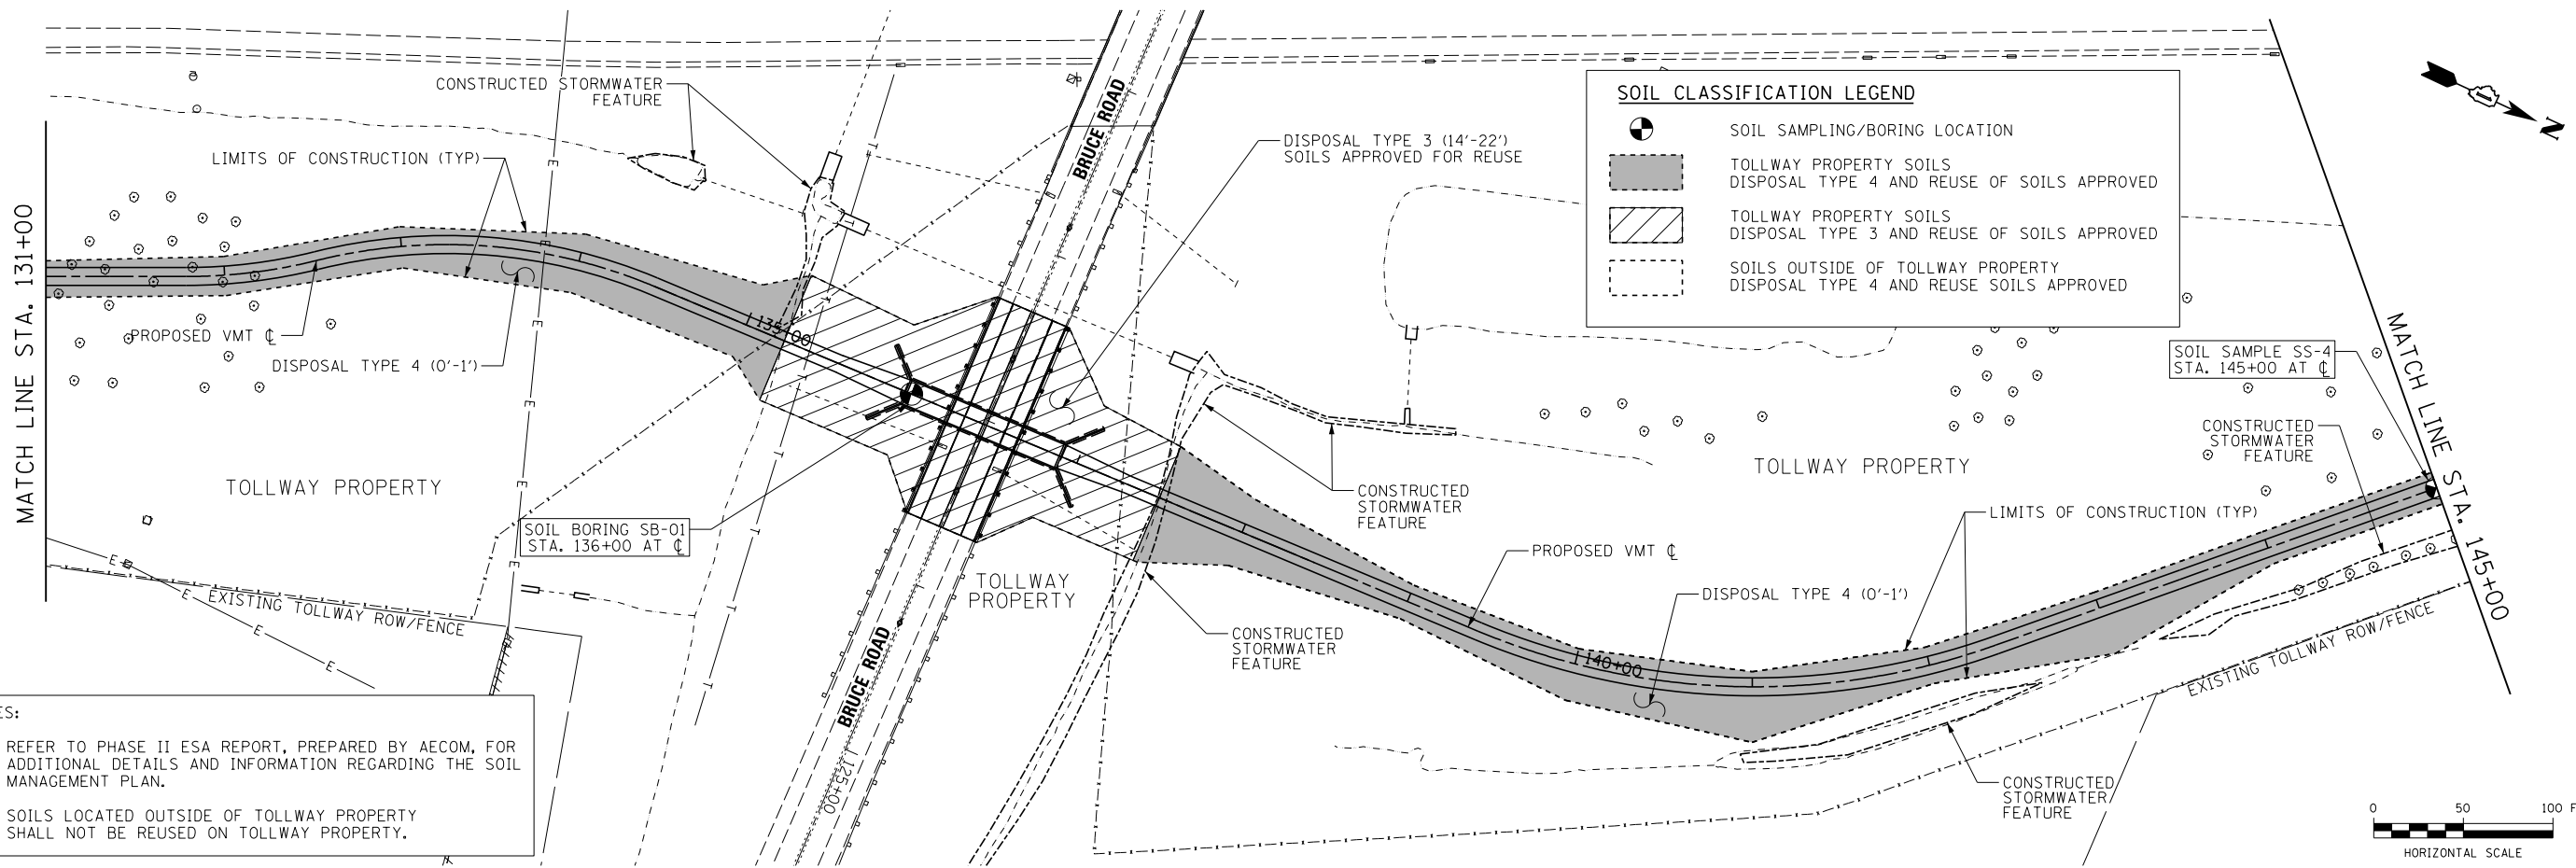 CONSTRUCTED STORMWATER
FEATURE
LIMITS OF CONSTRUCTION (TYP)
MATCH LINE STA. 131+00
PROPOSED VMT ℄
DISPOSAL TYPE 4 (0'-1')
TOLLWAY PROPERTY
EXISTING TOLLWAY ROW/FENCE
E
E
E
E
E
E
E
E
E
E
T
T
T
T
T
T
135+00
SOIL BORING SB-01
STA. 136+00 AT ℄
BRUCE ROAD
BRUCE ROAD
125+00
DISPOSAL TYPE 3 (14'-22')
SOILS APPROVED FOR REUSE
TOLLWAY
PROPERTY
CONSTRUCTED
STORMWATER
FEATURE
CONSTRUCTED
STORMWATER
FEATURE
SOIL CLASSIFICATION LEGEND
SOIL SAMPLING/BORING LOCATION
TOLLWAY PROPERTY SOILS
DISPOSAL TYPE 4 AND REUSE OF SOILS APPROVED
TOLLWAY PROPERTY SOILS
DISPOSAL TYPE 3 AND REUSE OF SOILS APPROVED
SOILS OUTSIDE OF TOLLWAY PROPERTY
DISPOSAL TYPE 4 AND REUSE SOILS APPROVED
N
MATCH LINE STA. 145+00
SOIL SAMPLE SS-4
STA. 145+00 AT ℄
CONSTRUCTED
STORMWATER
FEATURE
TOLLWAY PROPERTY
LIMITS OF CONSTRUCTION (TYP)
PROPOSED VMT ℄
DISPOSAL TYPE 4 (0'-1')
140+00
EXISTING TOLLWAY ROW/FENCE
CONSTRUCTED
STORMWATER
FEATURE
ES:
REFER TO PHASE II ESA REPORT, PREPARED BY AECOM, FOR
ADDITIONAL DETAILS AND INFORMATION REGARDING THE SOIL
MANAGEMENT PLAN.
SOILS LOCATED OUTSIDE OF TOLLWAY PROPERTY
SHALL NOT BE REUSED ON TOLLWAY PROPERTY.
0 50 100 F
HORIZONTAL SCALE